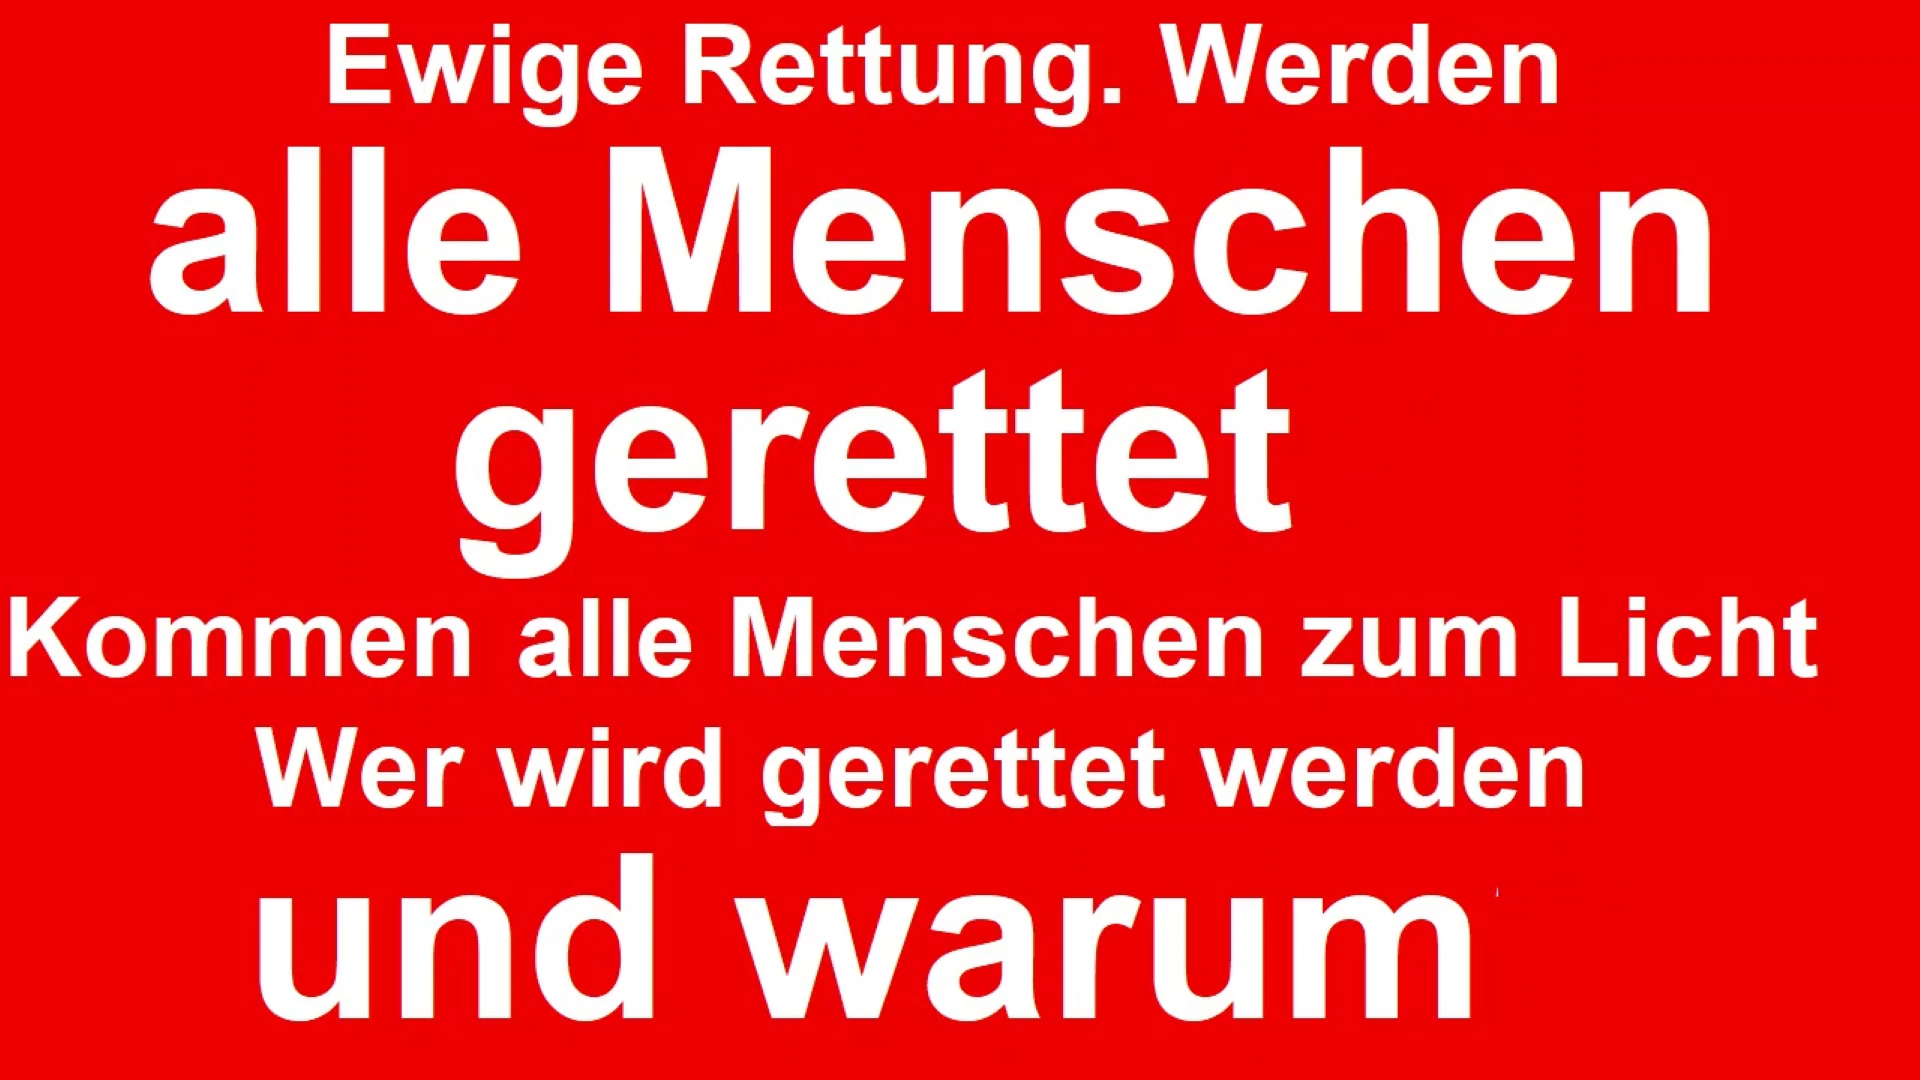 Ewige Rettung. Werden
alle Menschen
gerettet
Kommen alle Menschen zum Licht
Wer wird gerettet werden
und warum